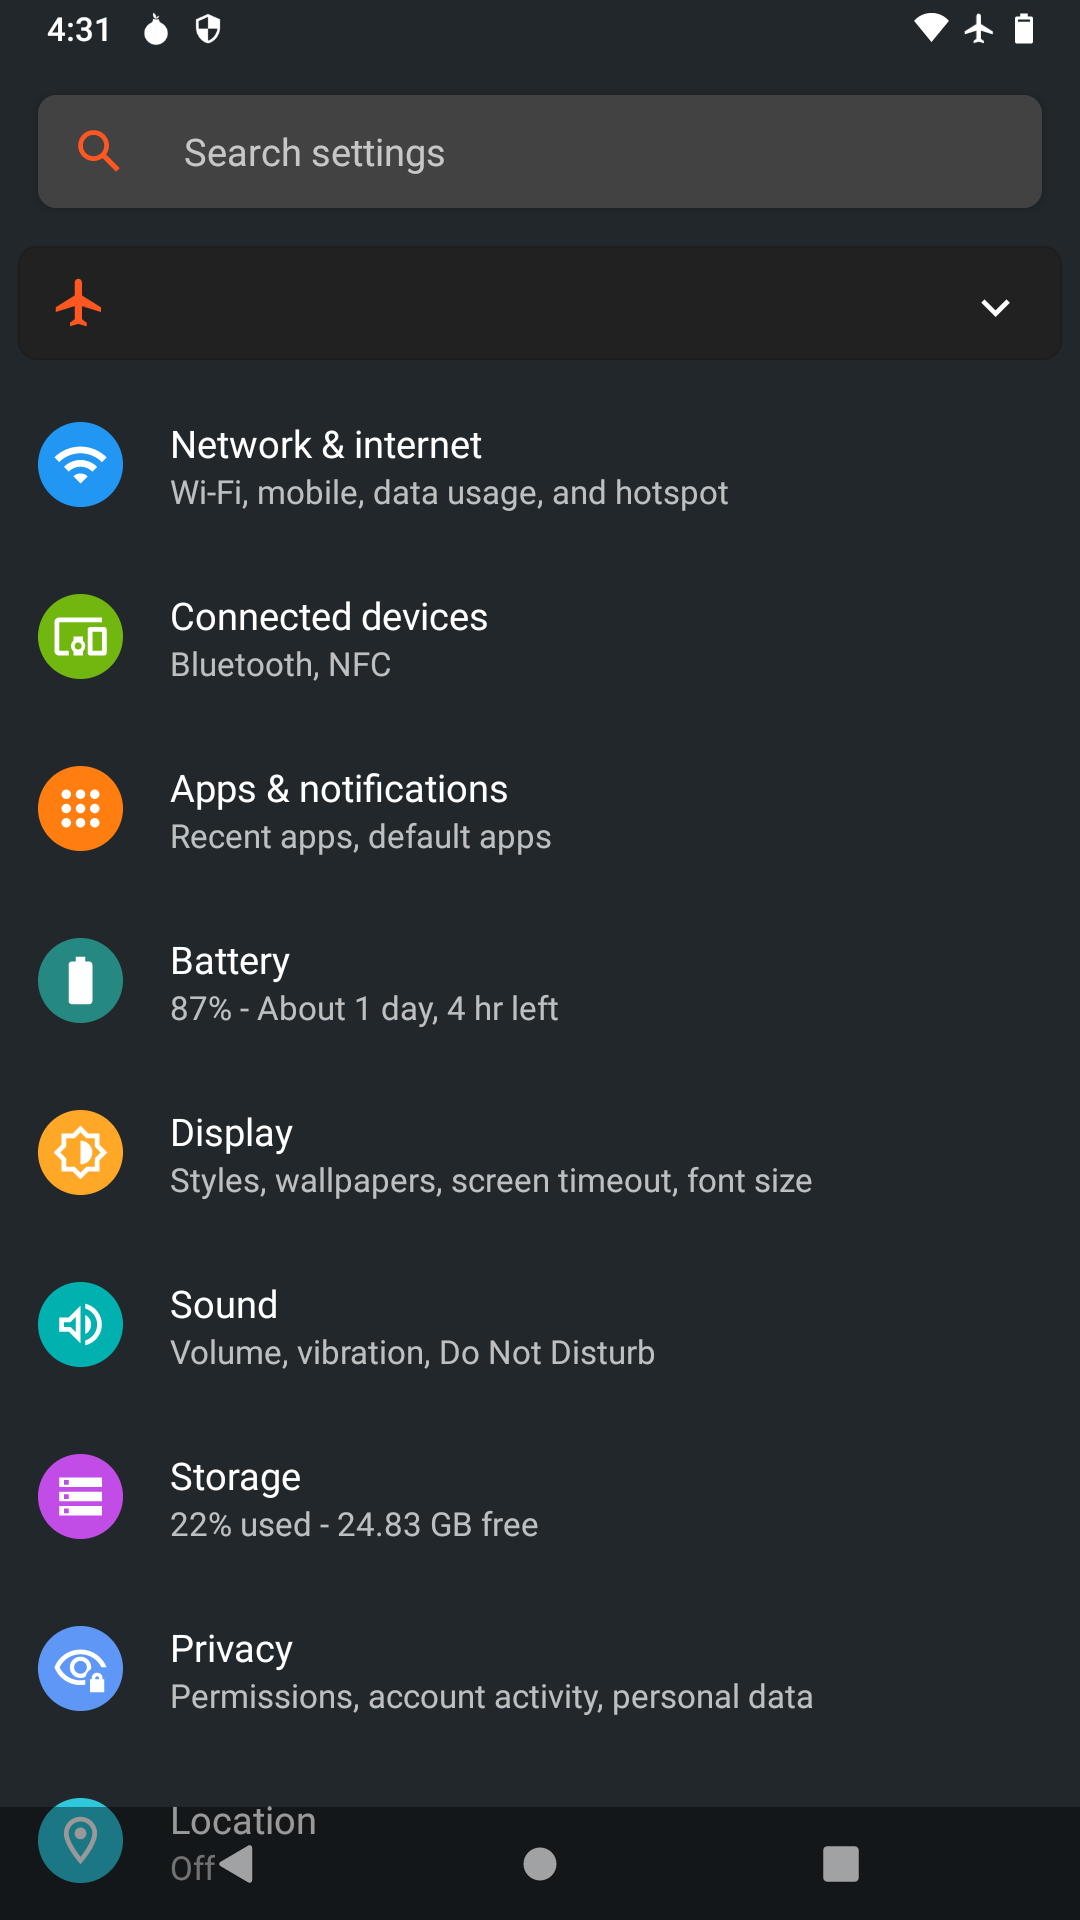 4:31
Search settings
Network & internet
Wi-Fi, mobile, data usage, and hotspot
Connected devices
Bluetooth, NFC
Apps & notifications
Recent apps, default apps
Battery
87% - About 1 day, 4 hr left
Display
Styles, wallpapers, screen timeout, font size
Sound
Volume, vibration, Do Not Disturb
Storage
22% used - 24.83 GB free
Privacy
Permissions, account activity, personal data
Location
Off